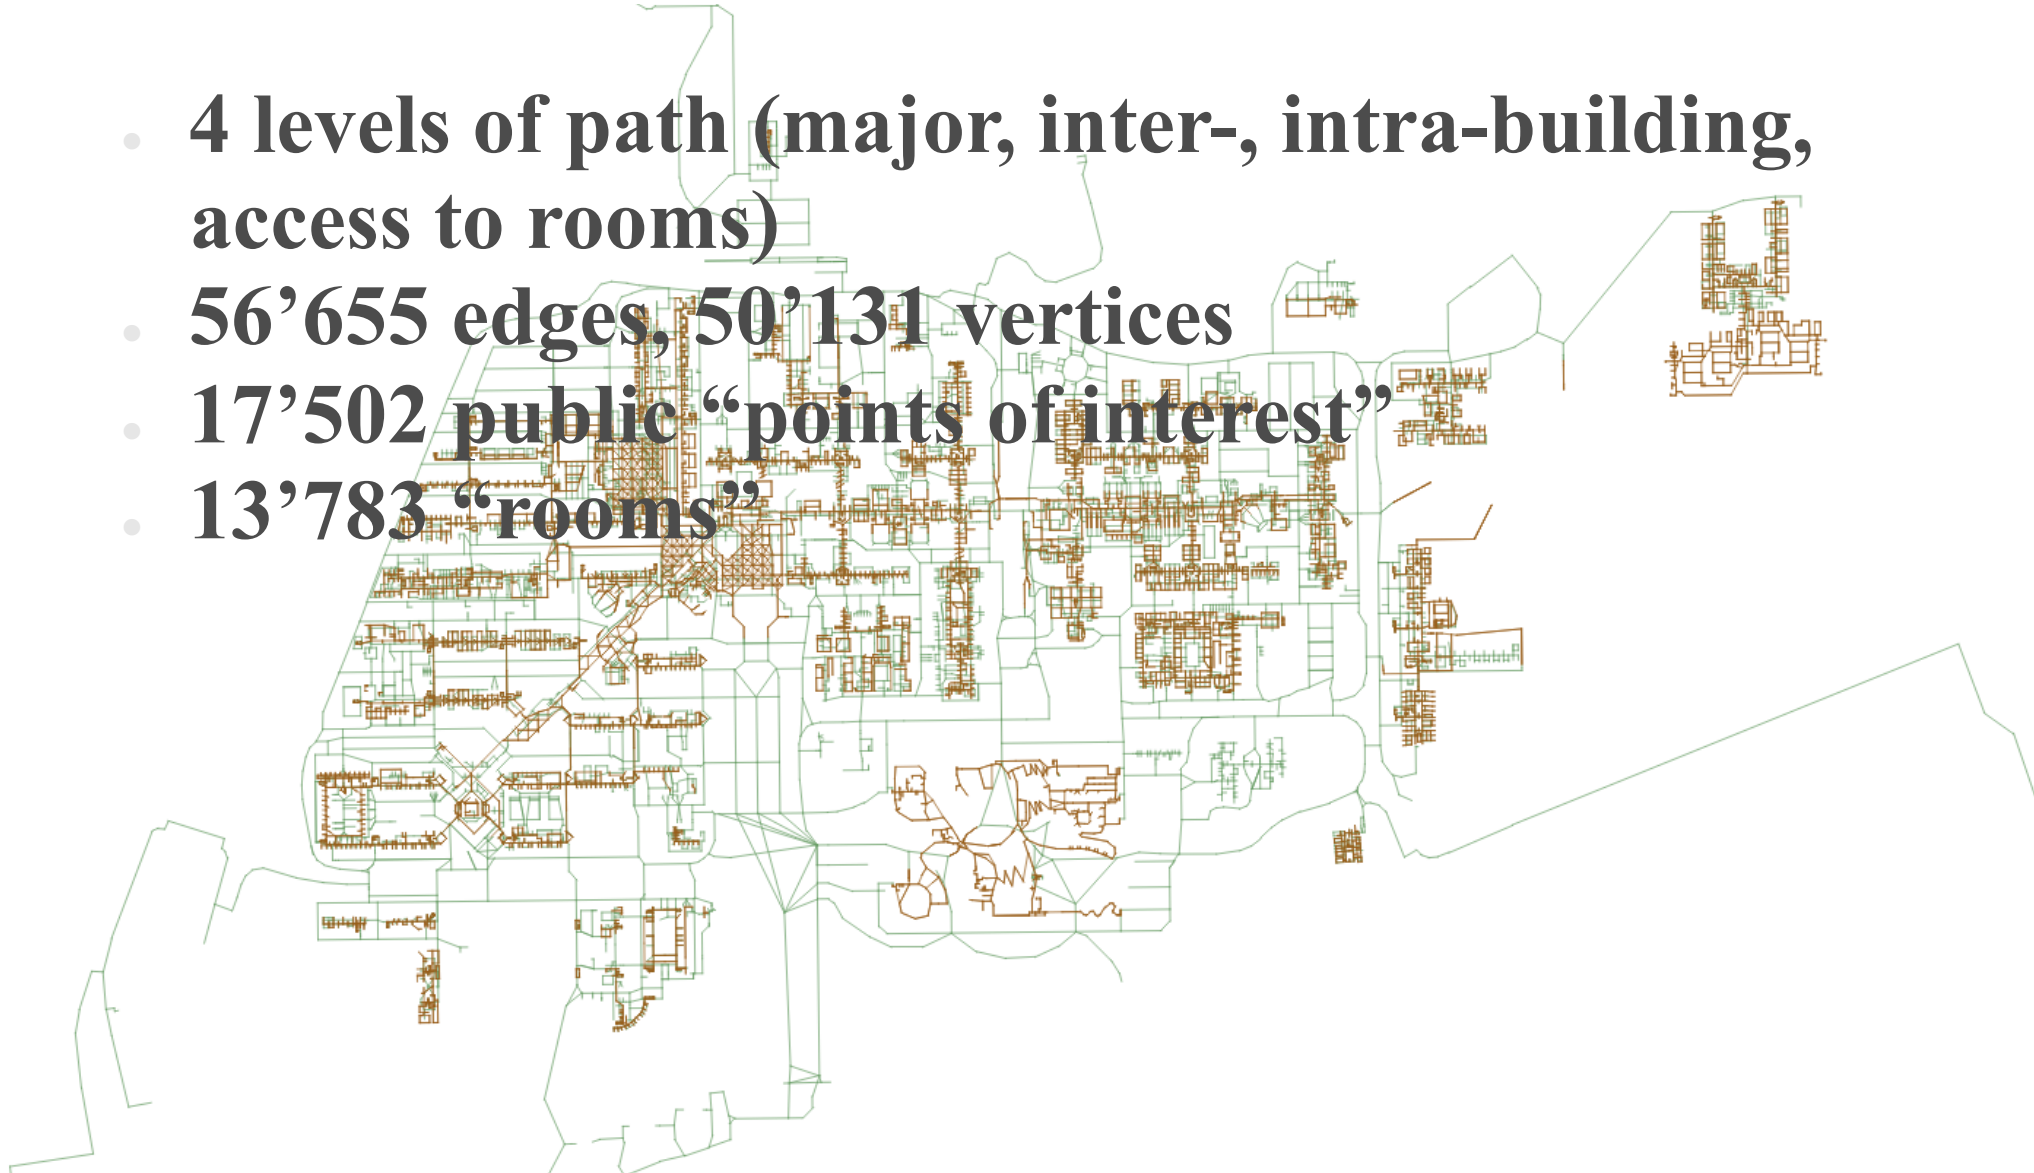 4 levels of path (major, inter-, intra-building,
access to rooms)
56’655 edges, 50’131 vertices
17’502 public “points of interest”
13’783 “rooms”